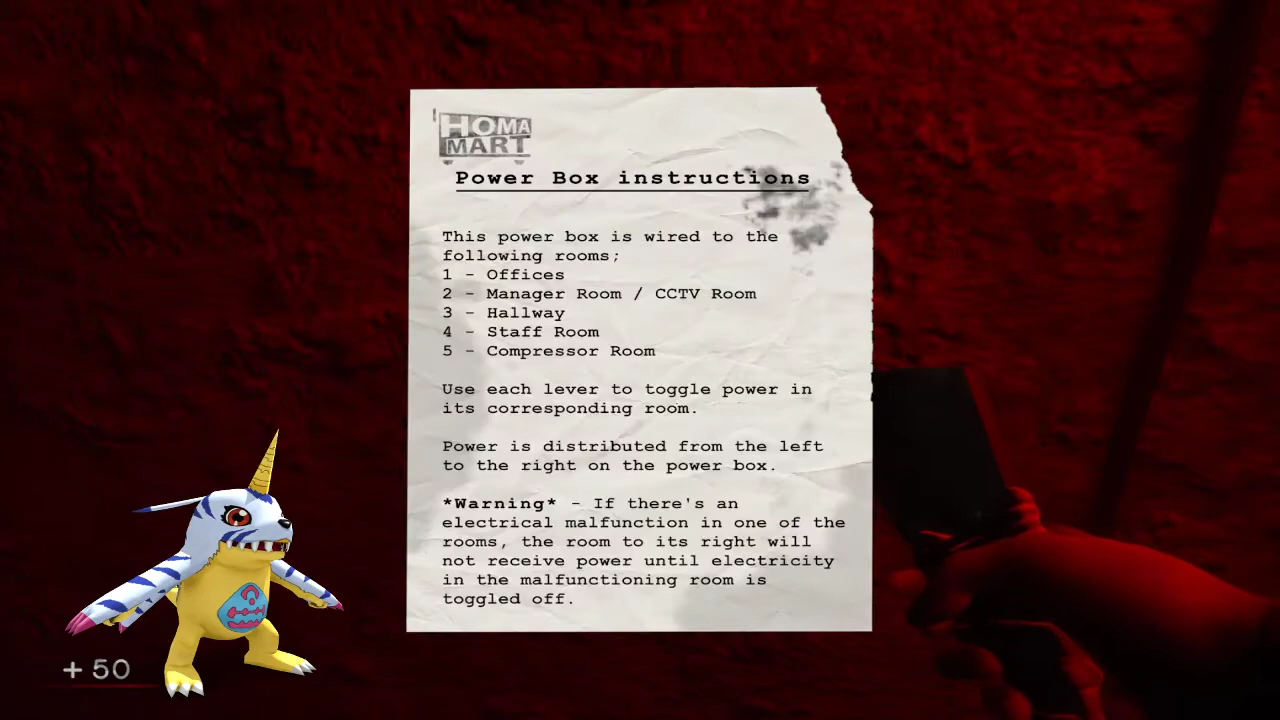 HOMA
MART
Power Box instructions
This power box is wired to the
following rooms;
1 - Offices
2 - Manager Room / CCTV Room
3 - Hallway
4 - Staff Room
5 - Compressor Room
Use each lever to toggle power in
its corresponding room.
Power is distributed from the left
to the right on the power box.
*Warning* - If there's an
electrical malfunction in one of the
rooms, the room to its right will
not receive power until electricity
in the malfunctioning room is
toggled off.
+ 50